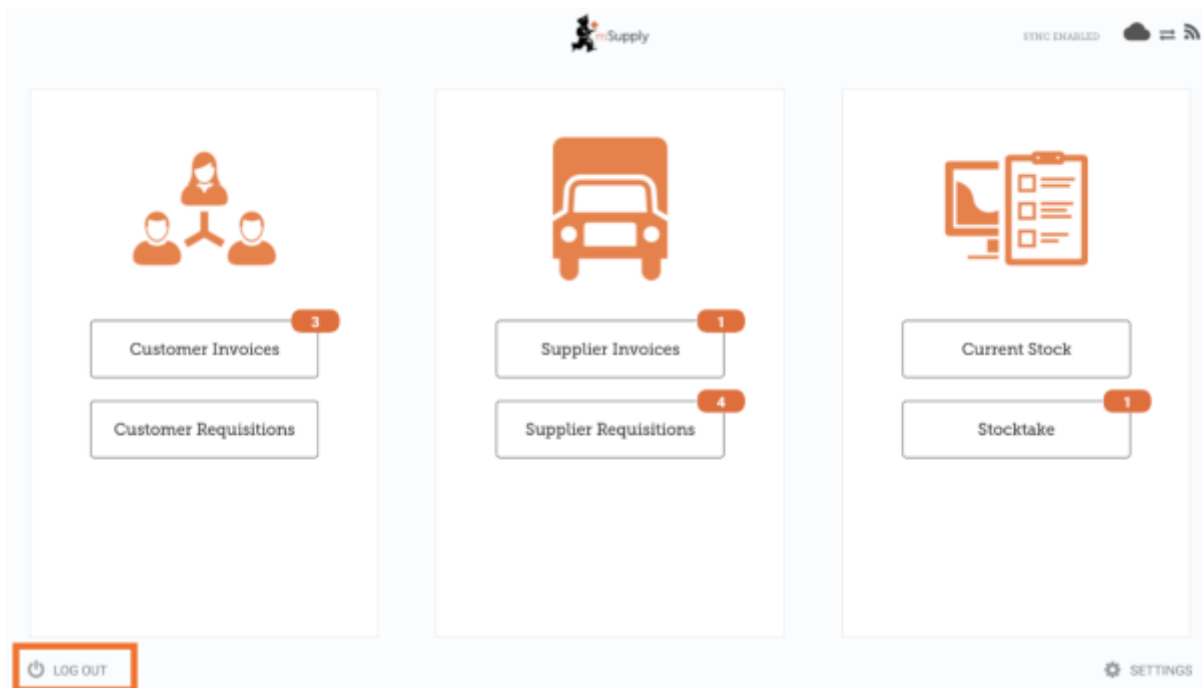 mSupply
SYNC ENABLED
3
Customer Invoices
Customer Requisitions
1
Supplier Invoices
4
Supplier Requisitions
Current Stock
1
Stocktake
LOG OUT
SETTINGS